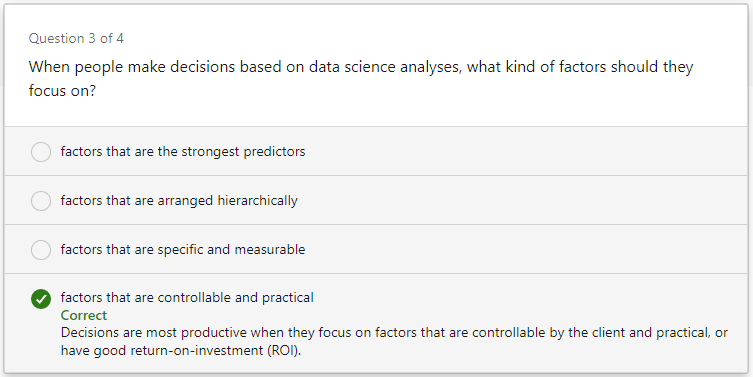 Question 3 of 4
When people make decisions based on data science analyses, what kind of factors should they
focus on?
factors that are the strongest predictors
factors that are arranged hierarchically
factors that are specific and measurable
factors that are controllable and practical
Correct
Decisions are most productive when they focus on factors that are controllable by the client and practical, or
have good return-on-investment (ROI).